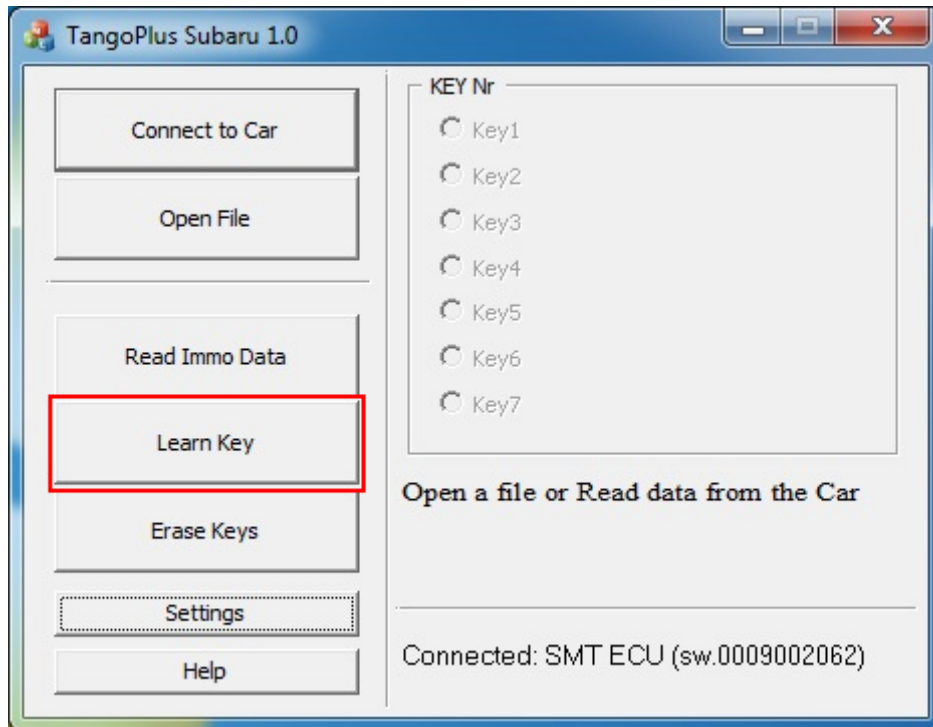 TangoPlus Subaru 1.0
Connect to Car
Open File
Read Immo Data
Learn Key
Erase Keys
Settings
Help
KEY Nr
Key1
Key2
Key3
Key4
Key5
Key6
Key7
Open a file or Read data from the Car
Connected: SMT ECU (sw.0009002062)